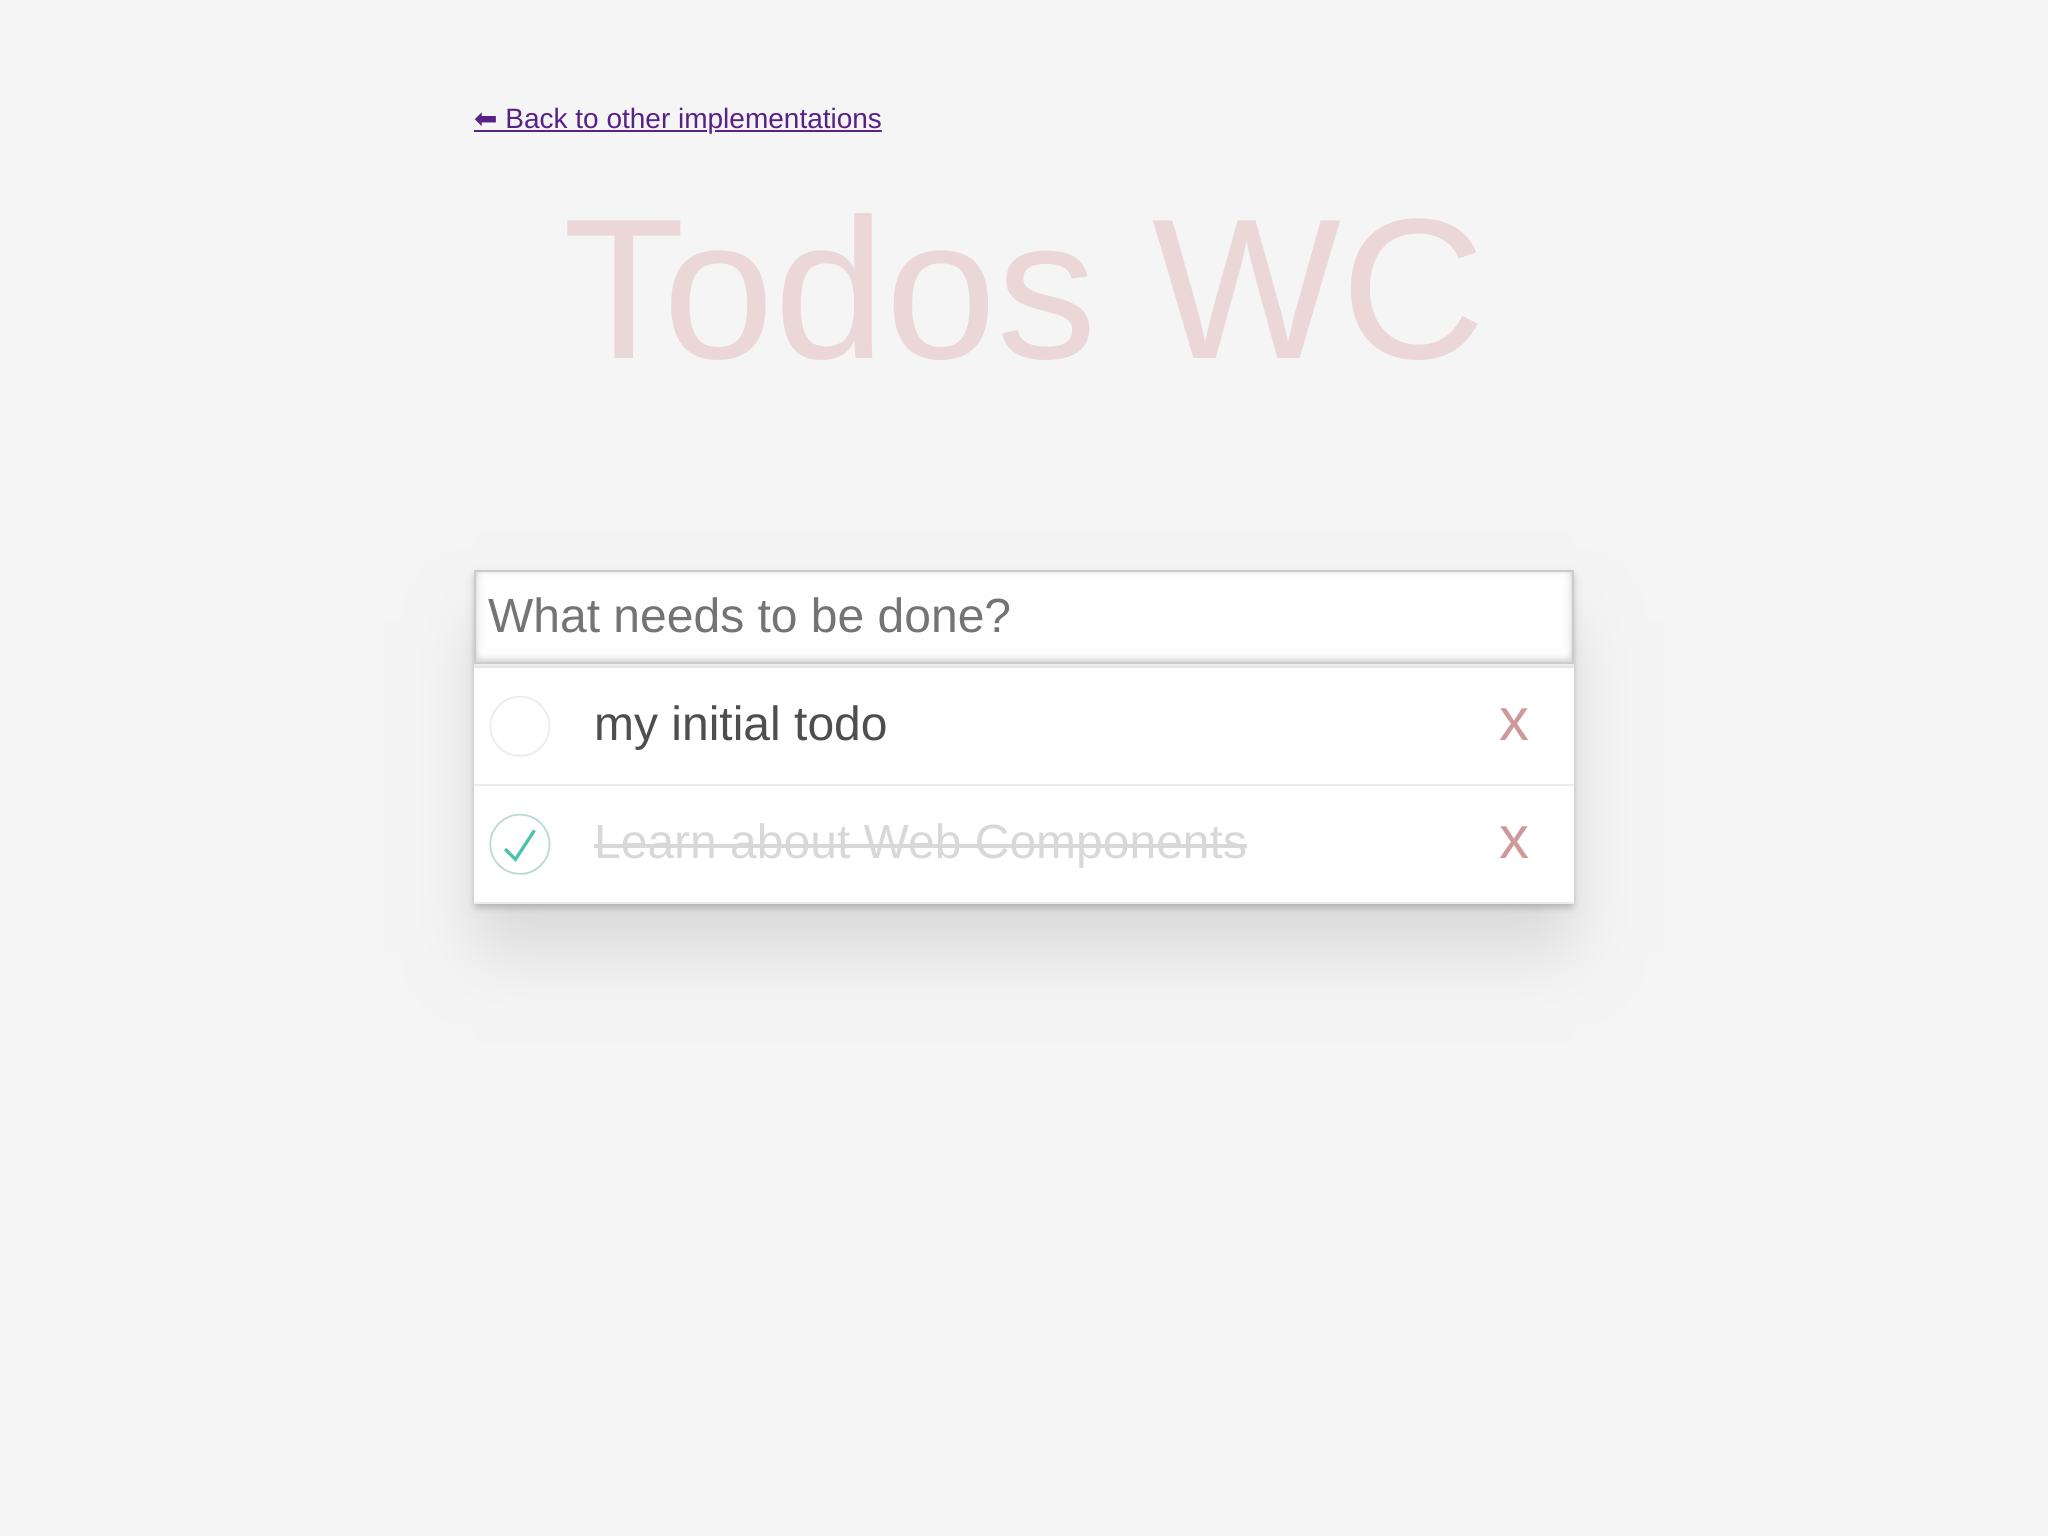 ⬅ Back to other implementations
Todos WC
What needs to be done?
my initial todo x
Learn about Web Components x